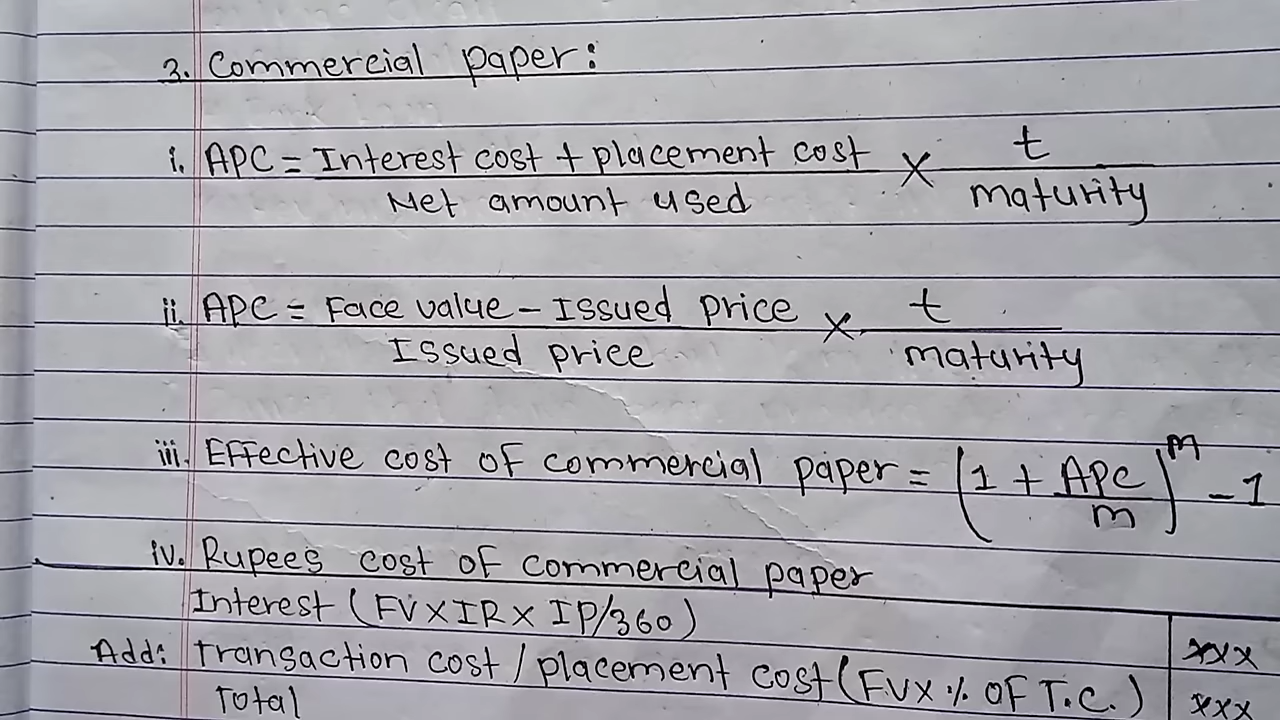 3. Commercial paper:
i. APC = Interest cost + placement cost / Net amount used × t / maturity
ii. APC = Face value - Issued price / Issued price × t / maturity
iii. Effective cost of commercial paper = (1 + APC / m)^m - 1
iv. Rupees cost of commercial paper
Interest (FV×IR× IP/360) xxx
Add: Transaction cost / placement cost (FV× % OF T.C.) xxx
Total